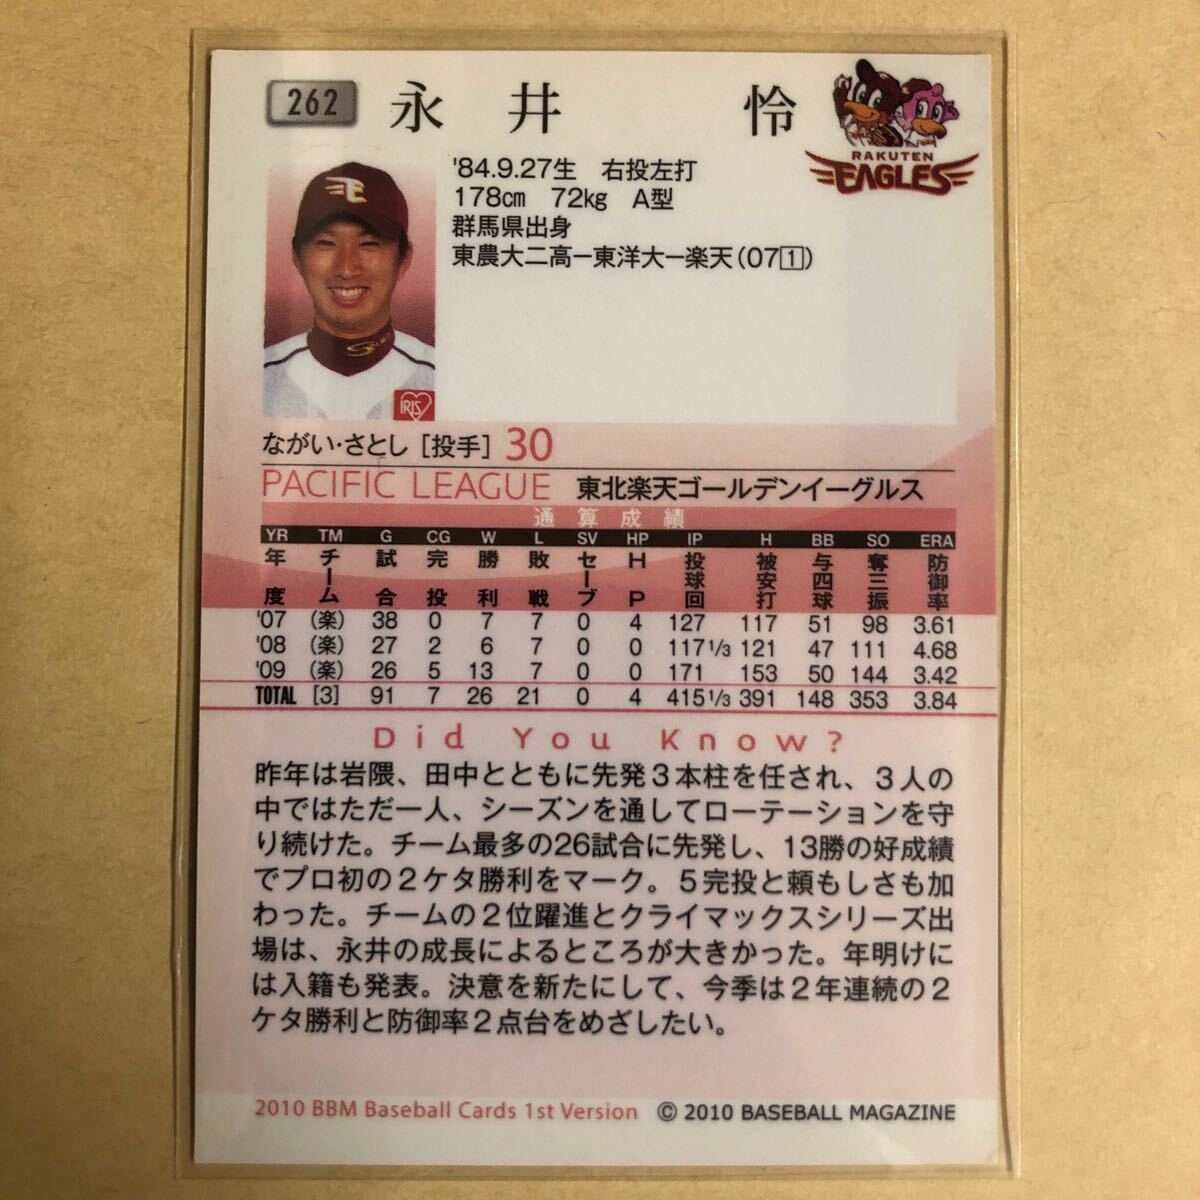 262 永井 怜
RAKUTEN
EAGLES
'84.9.27生 右投左打
178cm 72kg A型
群馬県出身
東農大二高ー東洋大ー楽天(07[1])
IRIS
ながい・さとし [投手] 30
PACIFIC LEAGUE 東北楽天ゴールデンイーグルス
通算成績
YR TM G CG W L SV HP IP H BB SO ERA
年度 チーム 試合 完投 勝利 敗戦 セーブ HP 投球回 被安打 与四球 奪三振 防御率
'07 (楽) 38 0 7 7 0 4 127 117 51 98 3.61
'08 (楽) 27 2 6 7 0 0 117 1/3 121 47 111 4.68
'09 (楽) 26 5 13 7 0 0 171 153 50 144 3.42
TOTAL [3] 91 7 26 21 0 4 415 1/3 391 148 353 3.84
Did You Know?
昨年は岩隈、田中とともに先発3本柱を任され、3人の
中ではただ一人、シーズンを通してローテーションを守
り続けた。チーム最多の26試合に先発し、13勝の好成績
でプロ初の2ケタ勝利をマーク。5完投と頼もしさも加
わった。チームの2位躍進とクライマックスシリーズ出
場は、永井の成長によるところが大きかった。年明けに
は入籍も発表。決意を新たにして、今季は2年連続の2
ケタ勝利と防御率2点台をめざしたい。
2010 BBM Baseball Cards 1st Version © 2010 BASEBALL MAGAZINE